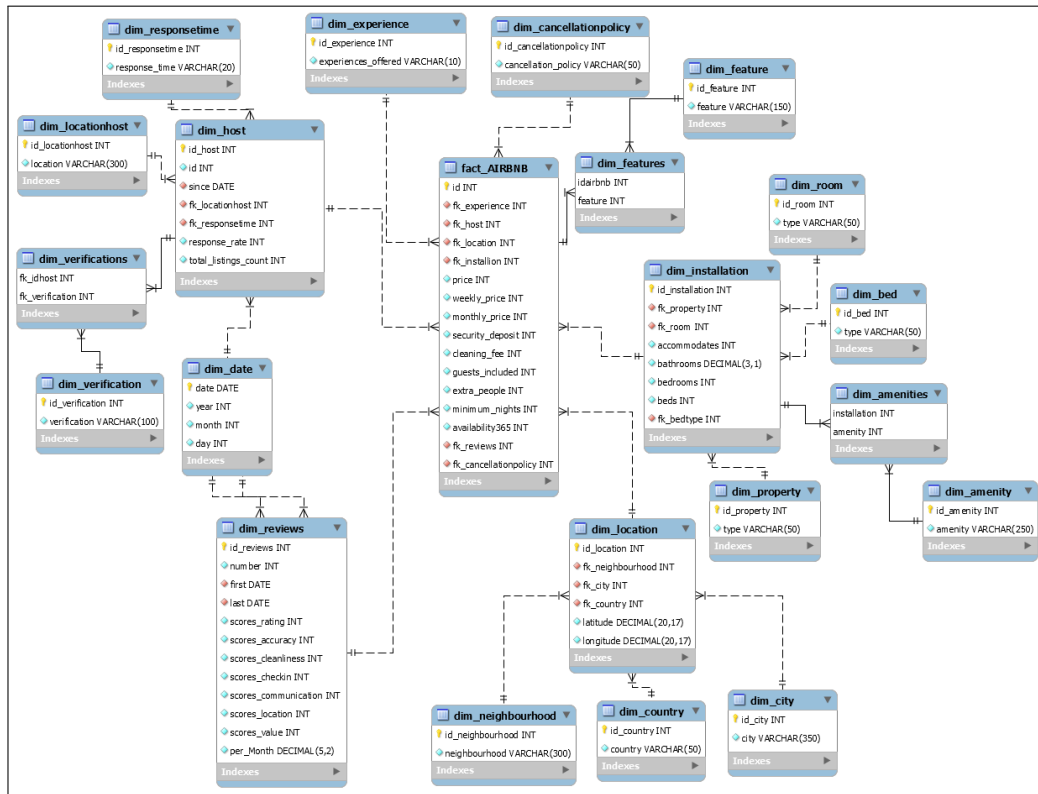 dim_responsetime
id_responsetime INT
response_time VARCHAR(20)
Indexes
dim_experience
id_experience INT
experiences_offered VARCHAR(10)
Indexes
dim_cancellationpolicy
id_cancellationpolicy INT
cancellation_policy VARCHAR(50)
Indexes
dim_feature
id_feature INT
feature VARCHAR(150)
Indexes
dim_locationhost
id_locationhost INT
location VARCHAR(300)
Indexes
dim_host
id_host INT
id INT
since DATE
fk_locationhost INT
fk_responsetime INT
response_rate INT
total_listings_count INT
Indexes
fact_AIRBNB
id INT
fk_experience INT
fk_host INT
fk_location INT
fk_installion INT
price INT
weekly_price INT
monthly_price INT
security_deposit INT
cleaning_fee INT
guests_included INT
extra_people INT
minimum_nights INT
availability365 INT
fk_reviews INT
fk_cancellationpolicy INT
Indexes
dim_features
idairbnb INT
feature INT
Indexes
dim_room
id_room INT
type VARCHAR(50)
Indexes
dim_verifications
fk_idhost INT
fk_verification INT
Indexes
dim_installation
id_installation INT
fk_property INT
fk_room INT
accommodates INT
bathrooms DECIMAL(3,1)
bedrooms INT
beds INT
fk_bedtype INT
Indexes
dim_bed
id_bed INT
type VARCHAR(50)
Indexes
dim_verification
id_verification INT
verification VARCHAR(100)
Indexes
dim_date
date DATE
year INT
month INT
day INT
Indexes
dim_amenities
installation INT
amenity INT
Indexes
dim_property
id_property INT
type VARCHAR(50)
Indexes
dim_amenity
id_amenity INT
amenity VARCHAR(250)
Indexes
dim_reviews
id_reviews INT
number INT
first DATE
last DATE
scores_rating INT
scores_accuracy INT
scores_cleanliness INT
scores_checkin INT
scores_communication INT
scores_location INT
scores_value INT
per_Month DECIMAL(5,2)
Indexes
dim_location
id_location INT
fk_neighbourhood INT
fk_city INT
fk_country INT
latitude DECIMAL(20,17)
longitude DECIMAL(20,17)
Indexes
dim_neighbourhood
id_neighbourhood INT
neighbourhood VARCHAR(300)
Indexes
dim_country
id_country INT
country VARCHAR(50)
Indexes
dim_city
id_city INT
city VARCHAR(350)
Indexes